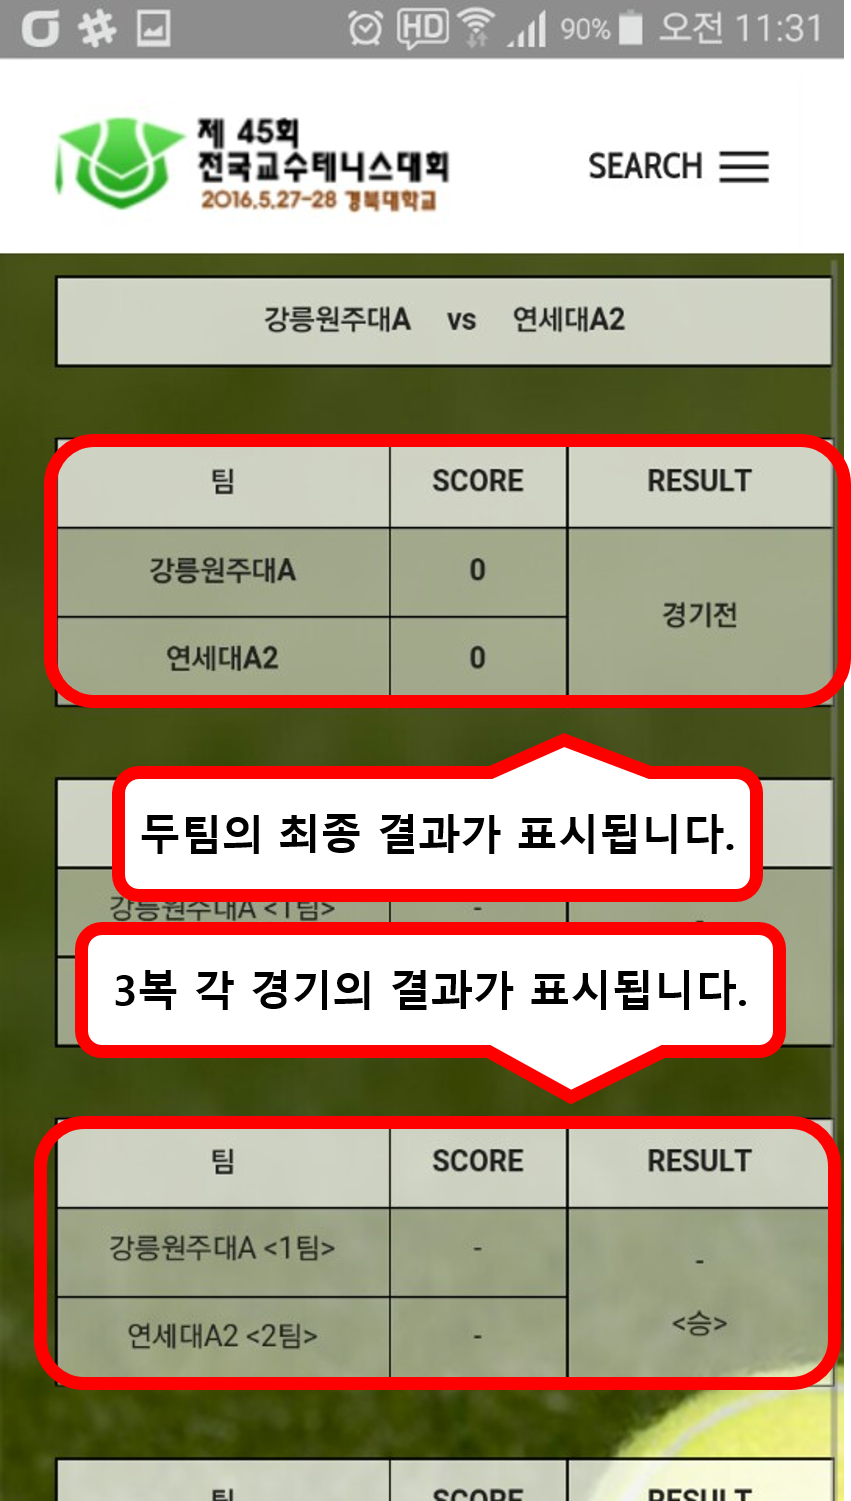 HD 90% 오전 11:31
제 45회
전국교수테니스대회
2016.5.27-28 경북대학교
SEARCH
강릉원주대A vs 연세대A2
팀 SCORE RESULT
강릉원주대A 0
경기전
연세대A2 0
두팀의 최종 결과가 표시됩니다.
강릉원주대A <1팀> - -
3복 각 경기의 결과가 표시됩니다.
팀 SCORE RESULT
강릉원주대A <1팀> -
-
<승>
연세대A2 <2팀> -
팀 SCORE RESULT